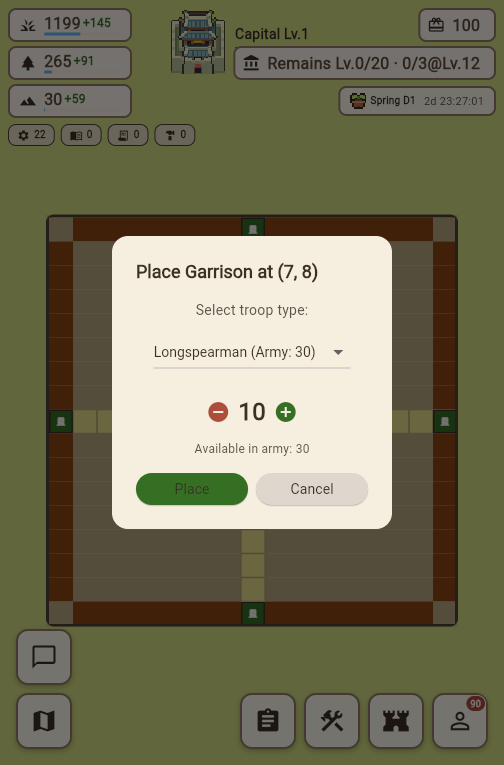 1199 +145
Capital Lv.1
100
265 +91
Remains Lv.0/20 · 0/3@Lv.12
30 +59
Spring D1 2d 23:27:01
22 0 0 0
Place Garrison at (7, 8)
Select troop type:
Longspearman (Army: 30)
10
Available in army: 30
Place Cancel
90